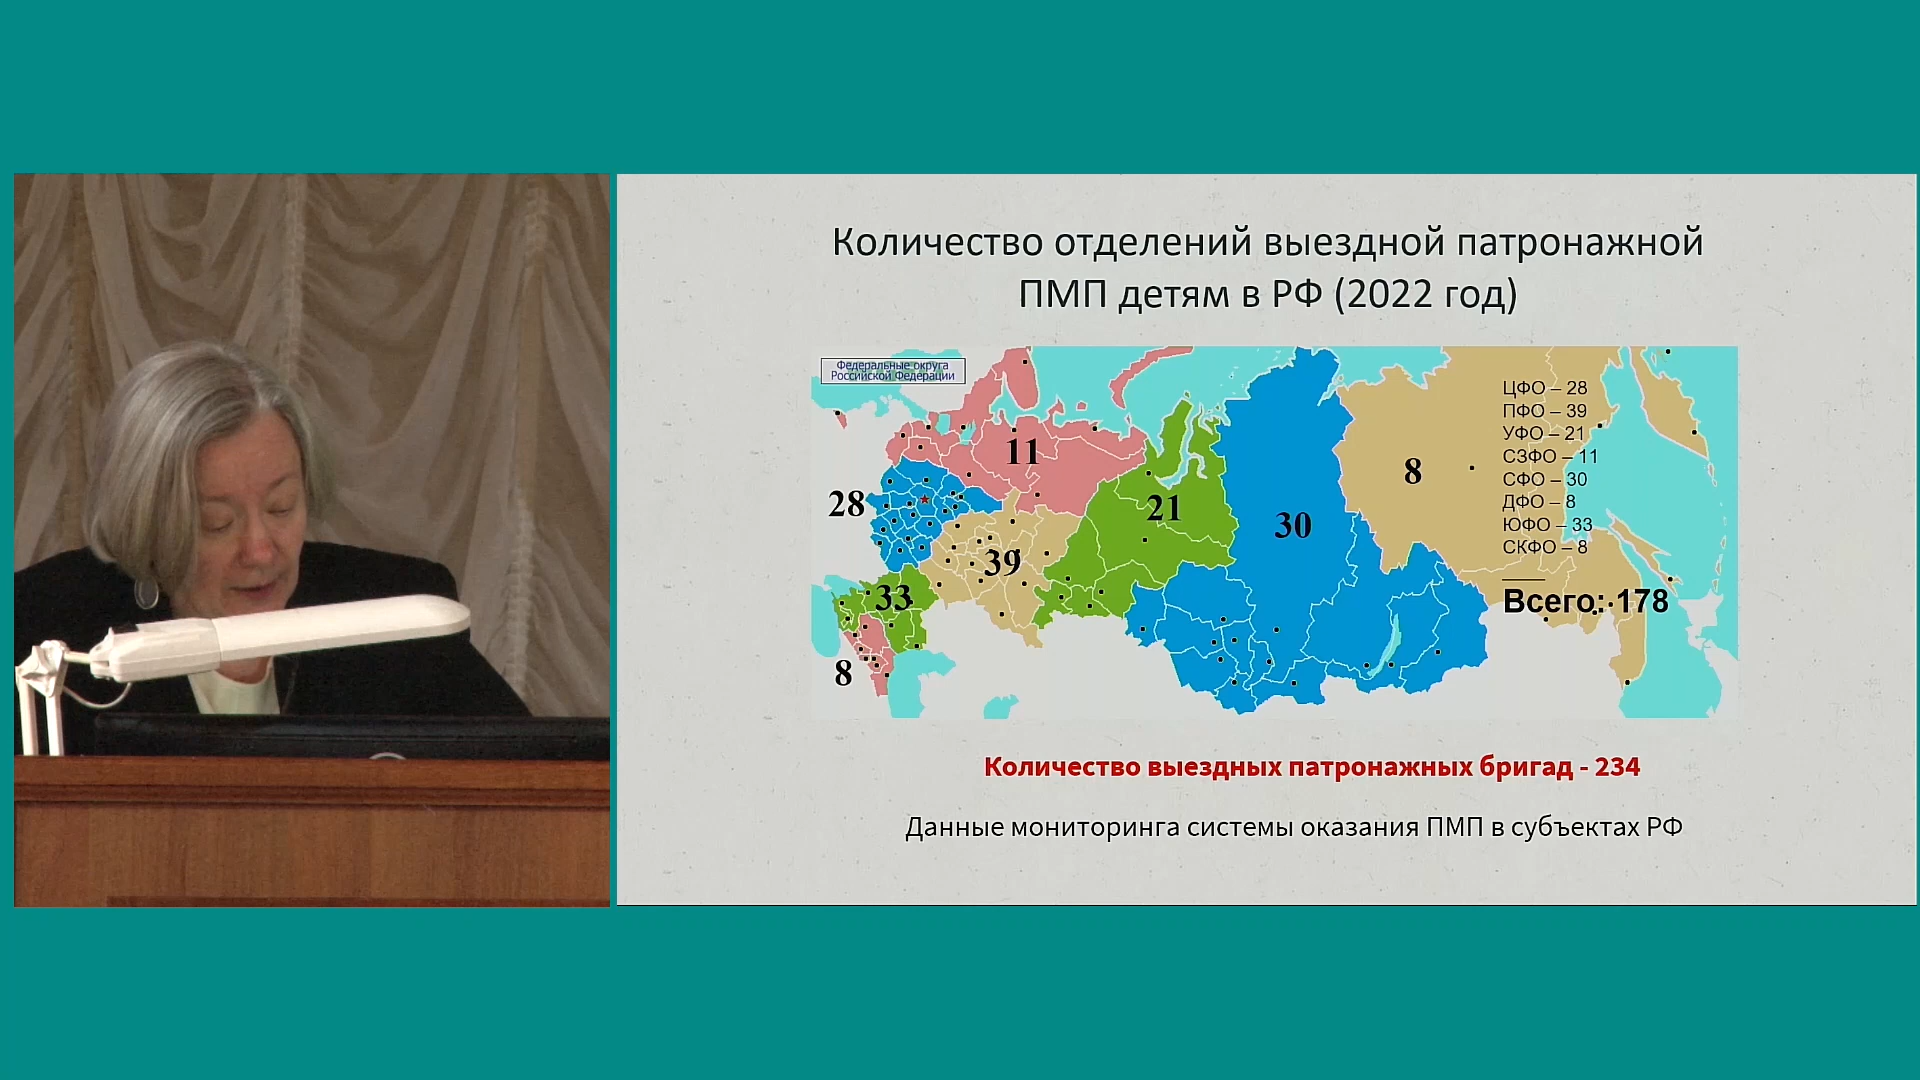 Количество отделений выездной патронажной
ПМП детям в РФ (2022 год)
Федеральные округа
Российской Федерации
11
28
21
8
30
39
33
8
ЦФО – 28
ПФО – 39
УФО – 21
СЗФО – 11
СФО – 30
ДФО – 8
ЮФО – 33
СКФО – 8
Всего: 178
Количество выездных патронажных бригад - 234
Данные мониторинга системы оказания ПМП в субъектах РФ